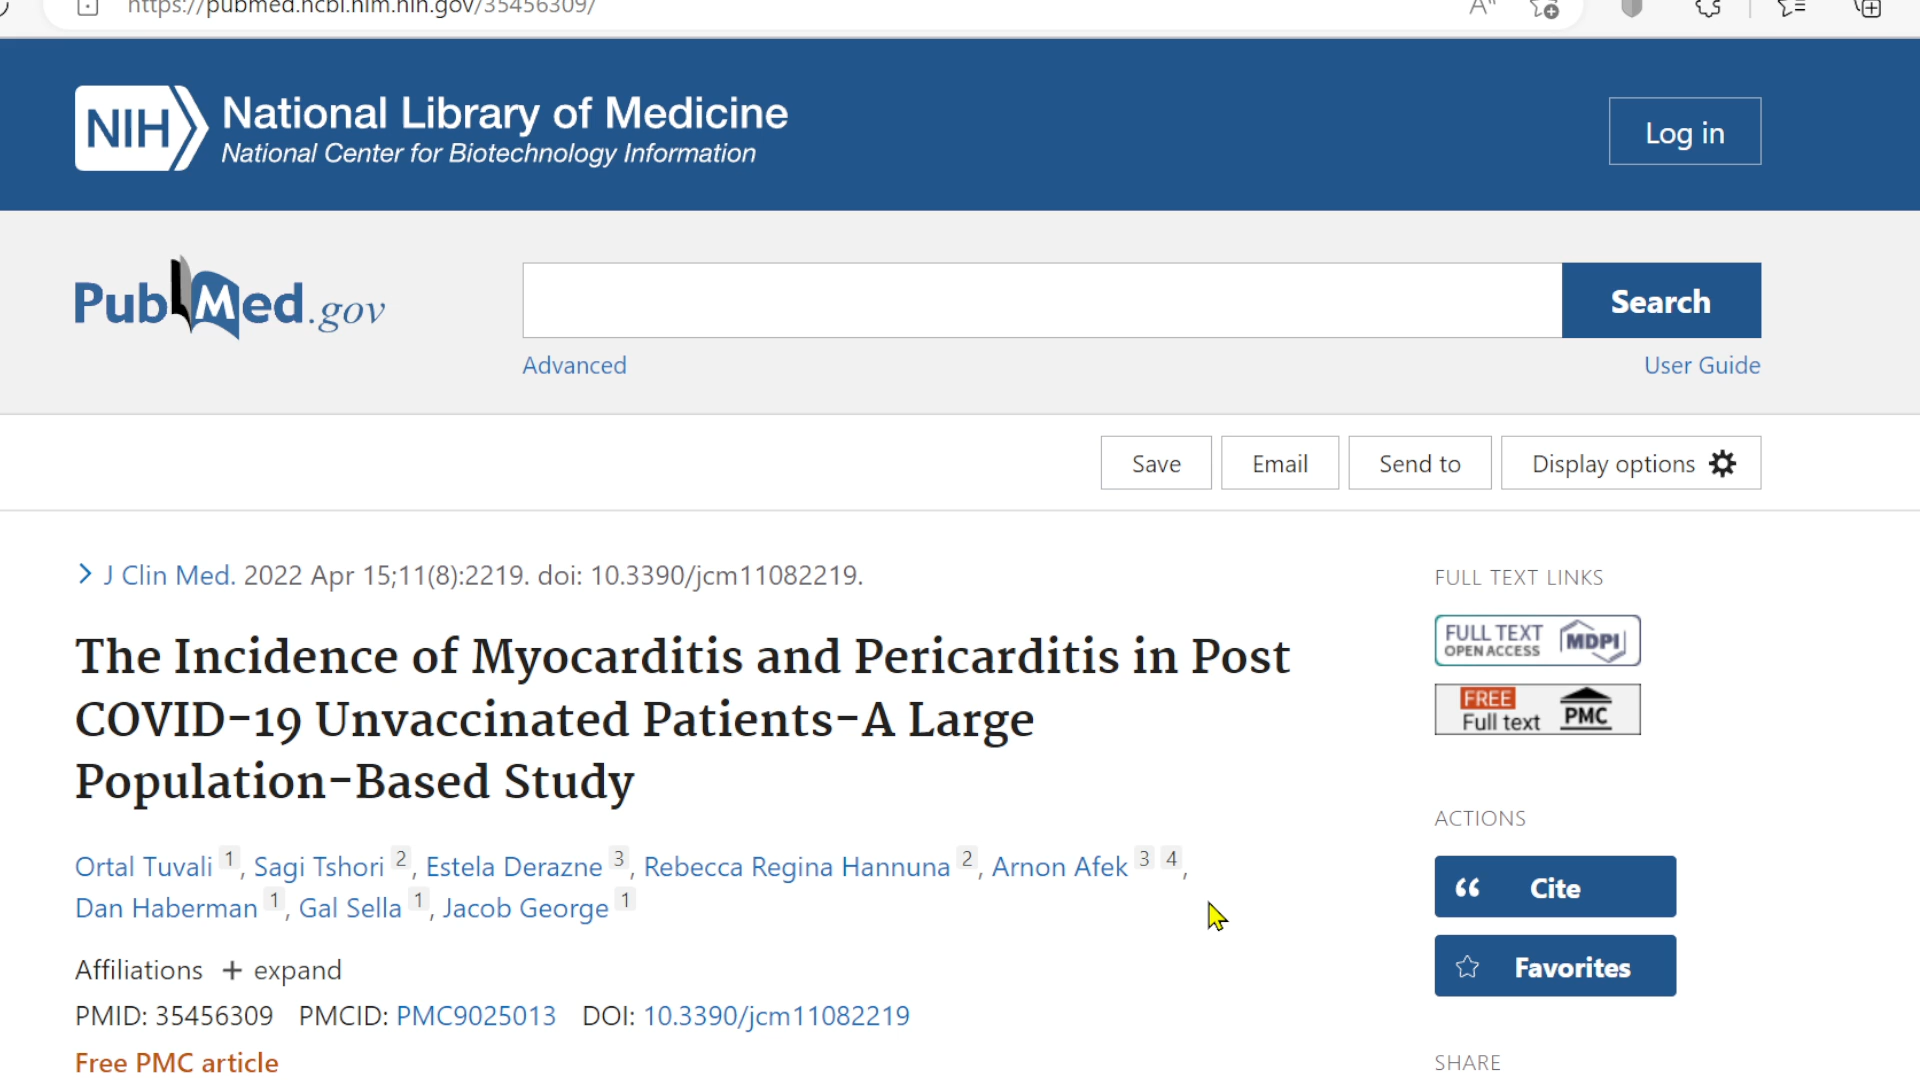 https://pubmed.ncbi.nlm.nih.gov/35456309/
NIH National Library of Medicine
National Center for Biotechnology Information
Log in
PubMed.gov
Search
Advanced
User Guide
Save Email Send to Display options
J Clin Med. 2022 Apr 15;11(8):2219. doi: 10.3390/jcm11082219.
The Incidence of Myocarditis and Pericarditis in Post
COVID-19 Unvaccinated Patients-A Large
Population-Based Study
Ortal Tuvali 1, Sagi Tshori 2, Estela Derazne 3, Rebecca Regina Hannuna 2, Arnon Afek 3 4,
Dan Haberman 1, Gal Sella 1, Jacob George 1
Affiliations + expand
PMID: 35456309 PMCID: PMC9025013 DOI: 10.3390/jcm11082219
Free PMC article
FULL TEXT LINKS
FULL TEXT
OPEN ACCESS MDPI
FREE
Full text PMC
ACTIONS
Cite
Favorites
SHARE